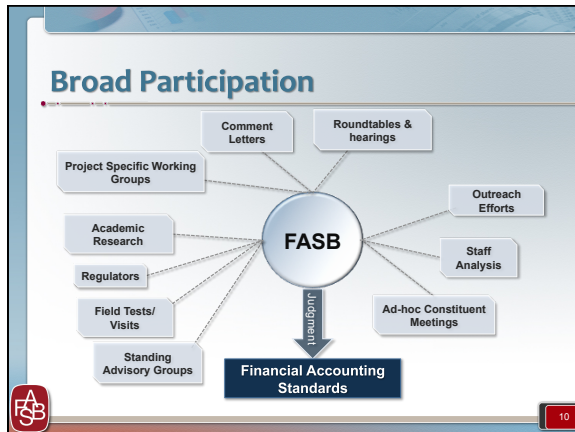 Broad Participation
Comment
Letters
Roundtables &
hearings
Project Specific Working
Groups
Outreach
Efforts
Academic
Research
FASB
Staff
Analysis
Regulators
Field Tests/
Visits
Judgment
Ad-hoc Constituent
Meetings
Standing
Advisory Groups
Financial Accounting
Standards
FASB
10